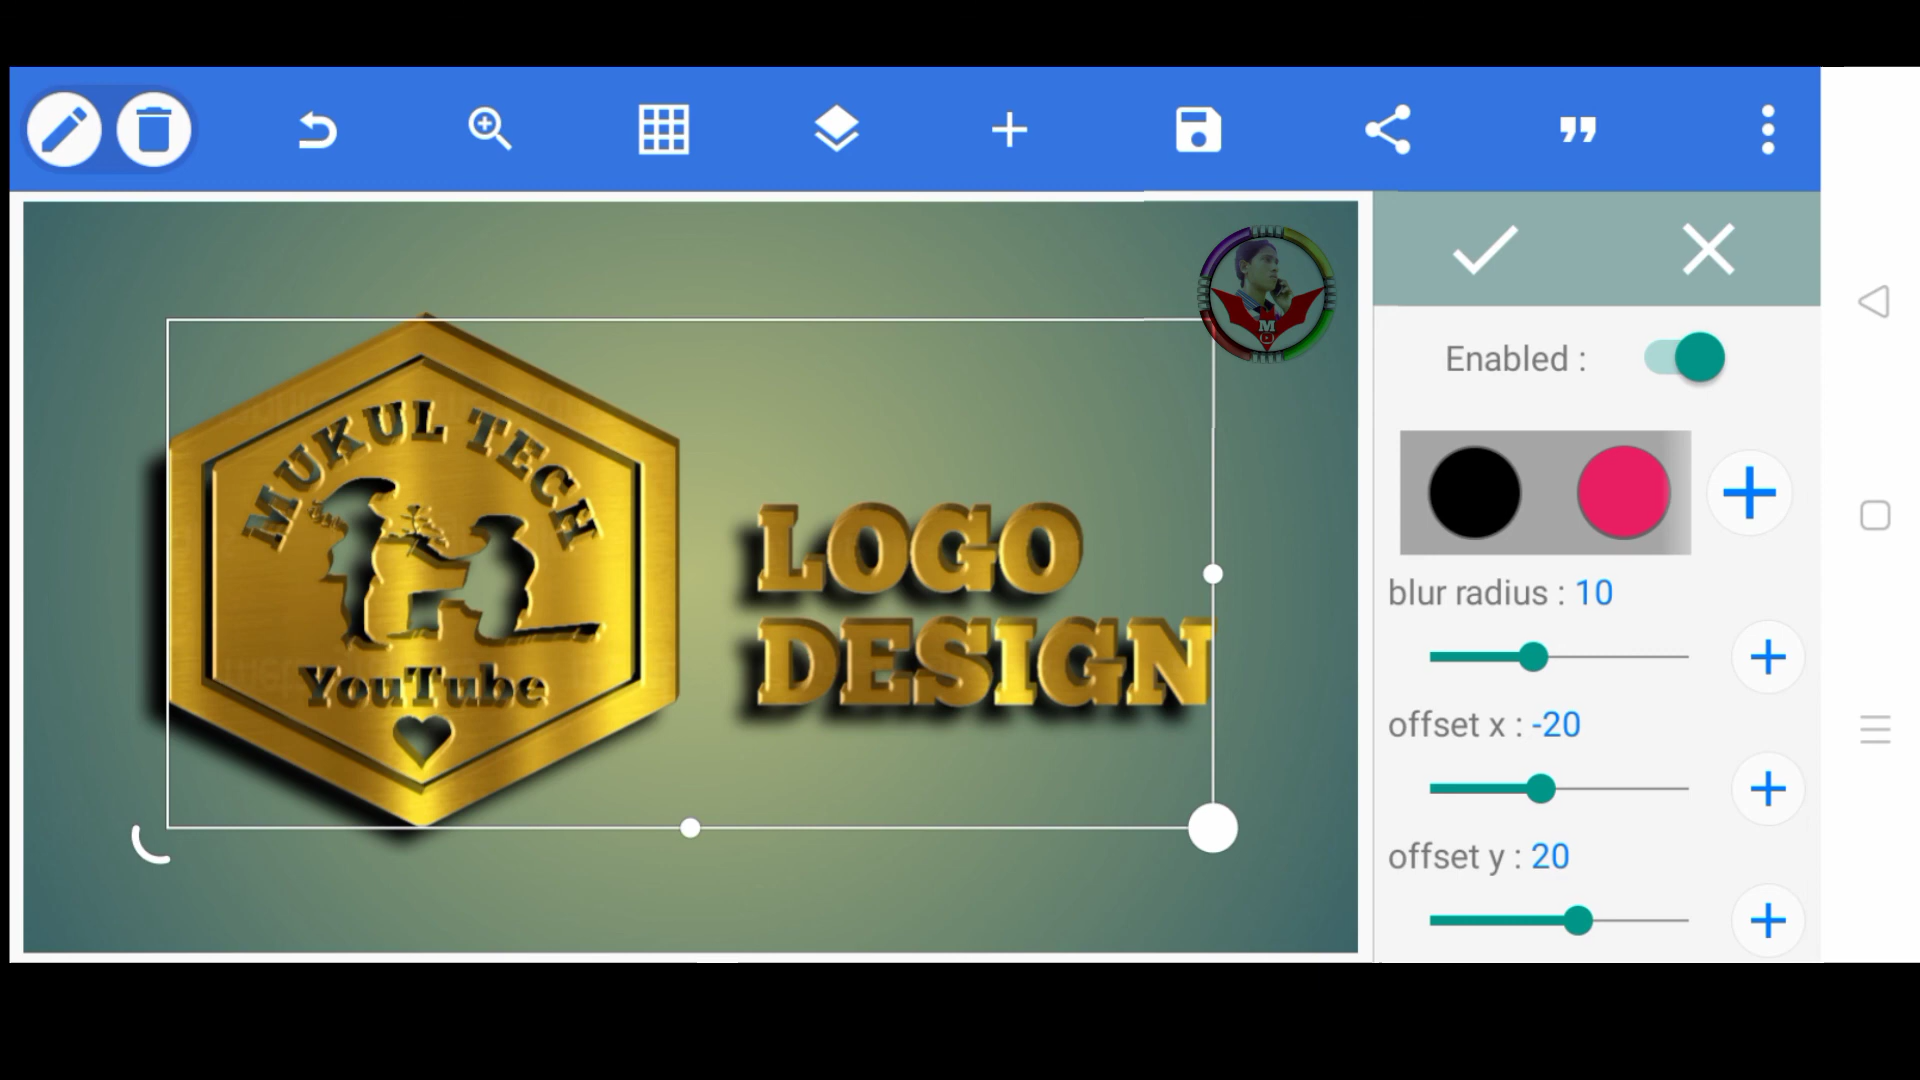 MUKUL TECH
YouTube
LOGO
DESIGN
M
Enabled :
blur radius : 10
offset x : -20
offset y : 20